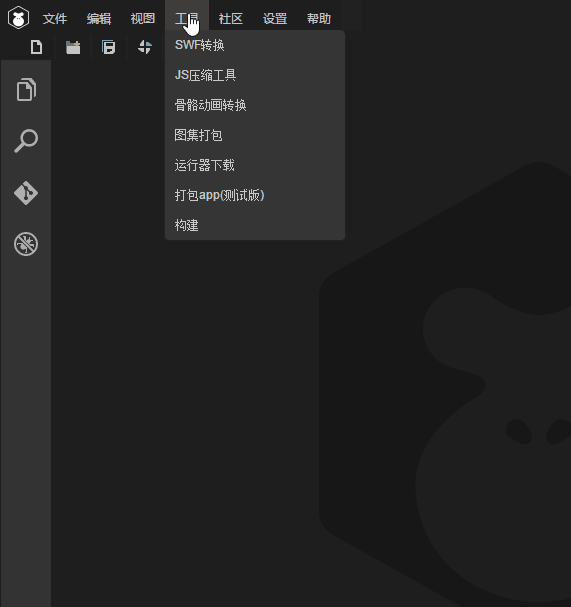 文件 编辑 视图 工具 社区 设置 帮助
SWF转换
JS压缩工具
骨骼动画转换
图集打包
运行器下载
打包app(测试版)
构建